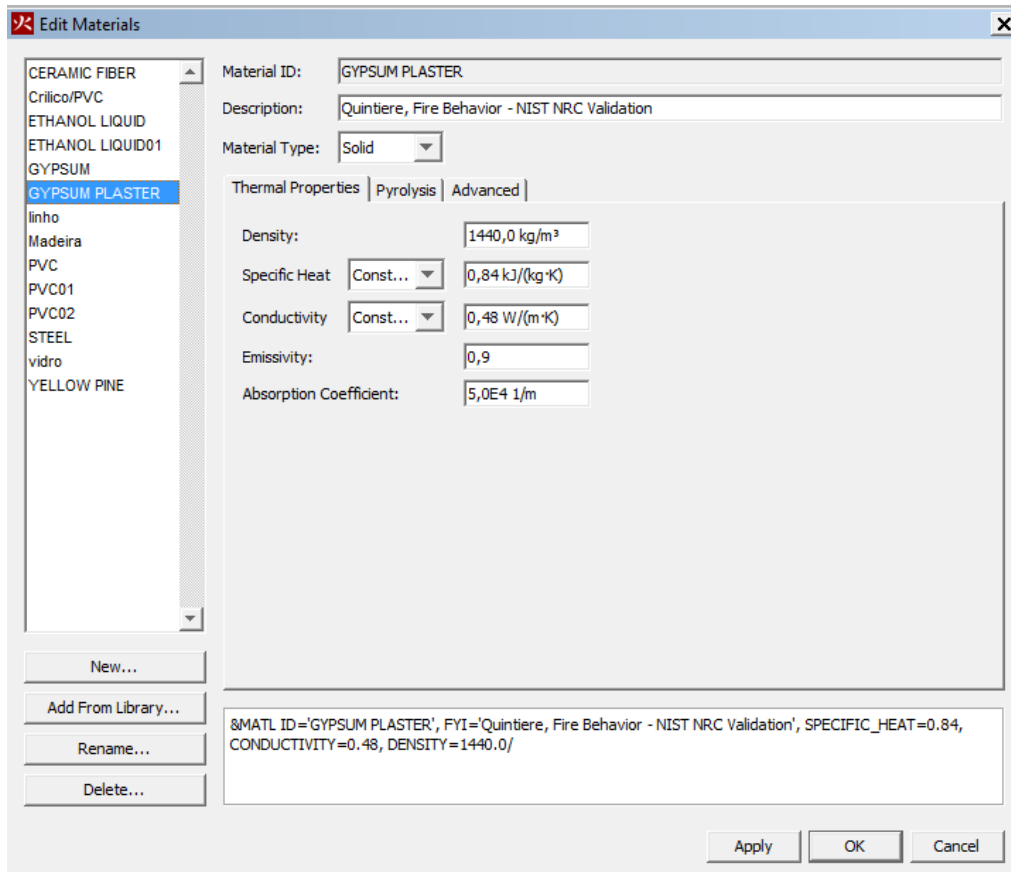 火 Edit Materials
CERAMIC FIBER
Crilico/PVC
ETHANOL LIQUID
ETHANOL LIQUID01
GYPSUM
GYPSUM PLASTER
linho
Madeira
PVC
PVC01
PVC02
STEEL
vidro
YELLOW PINE
New...
Add From Library...
Rename...
Delete...
Material ID: GYPSUM PLASTER
Description: Quintiere, Fire Behavior - NIST NRC Validation
Material Type: Solid
Thermal Properties Pyrolysis Advanced
Density: 1440,0 kg/m³
Specific Heat Const... 0,84 kJ/(kg·K)
Conductivity Const... 0,48 W/(m·K)
Emissivity: 0,9
Absorption Coefficient: 5,0E4 1/m
&MATL ID='GYPSUM PLASTER', FYI='Quintiere, Fire Behavior - NIST NRC Validation', SPECIFIC_HEAT=0.84,
CONDUCTIVITY=0.48, DENSITY=1440.0/
Apply OK Cancel